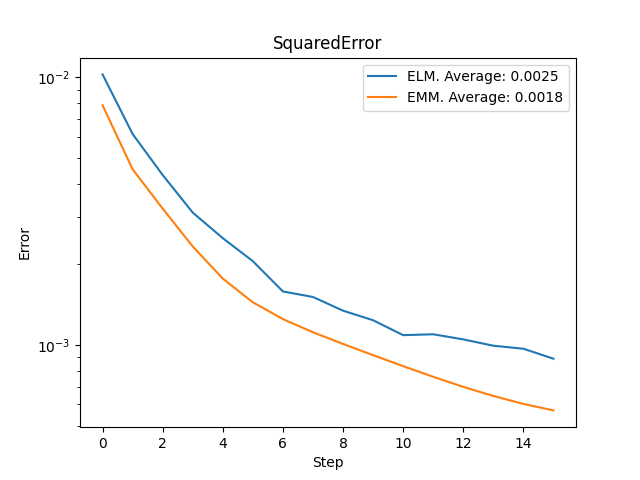 SquaredError
ELM. Average: 0.0025
EMM. Average: 0.0018
Error
10⁻²
10⁻³
0 2 4 6 8 10 12 14
Step